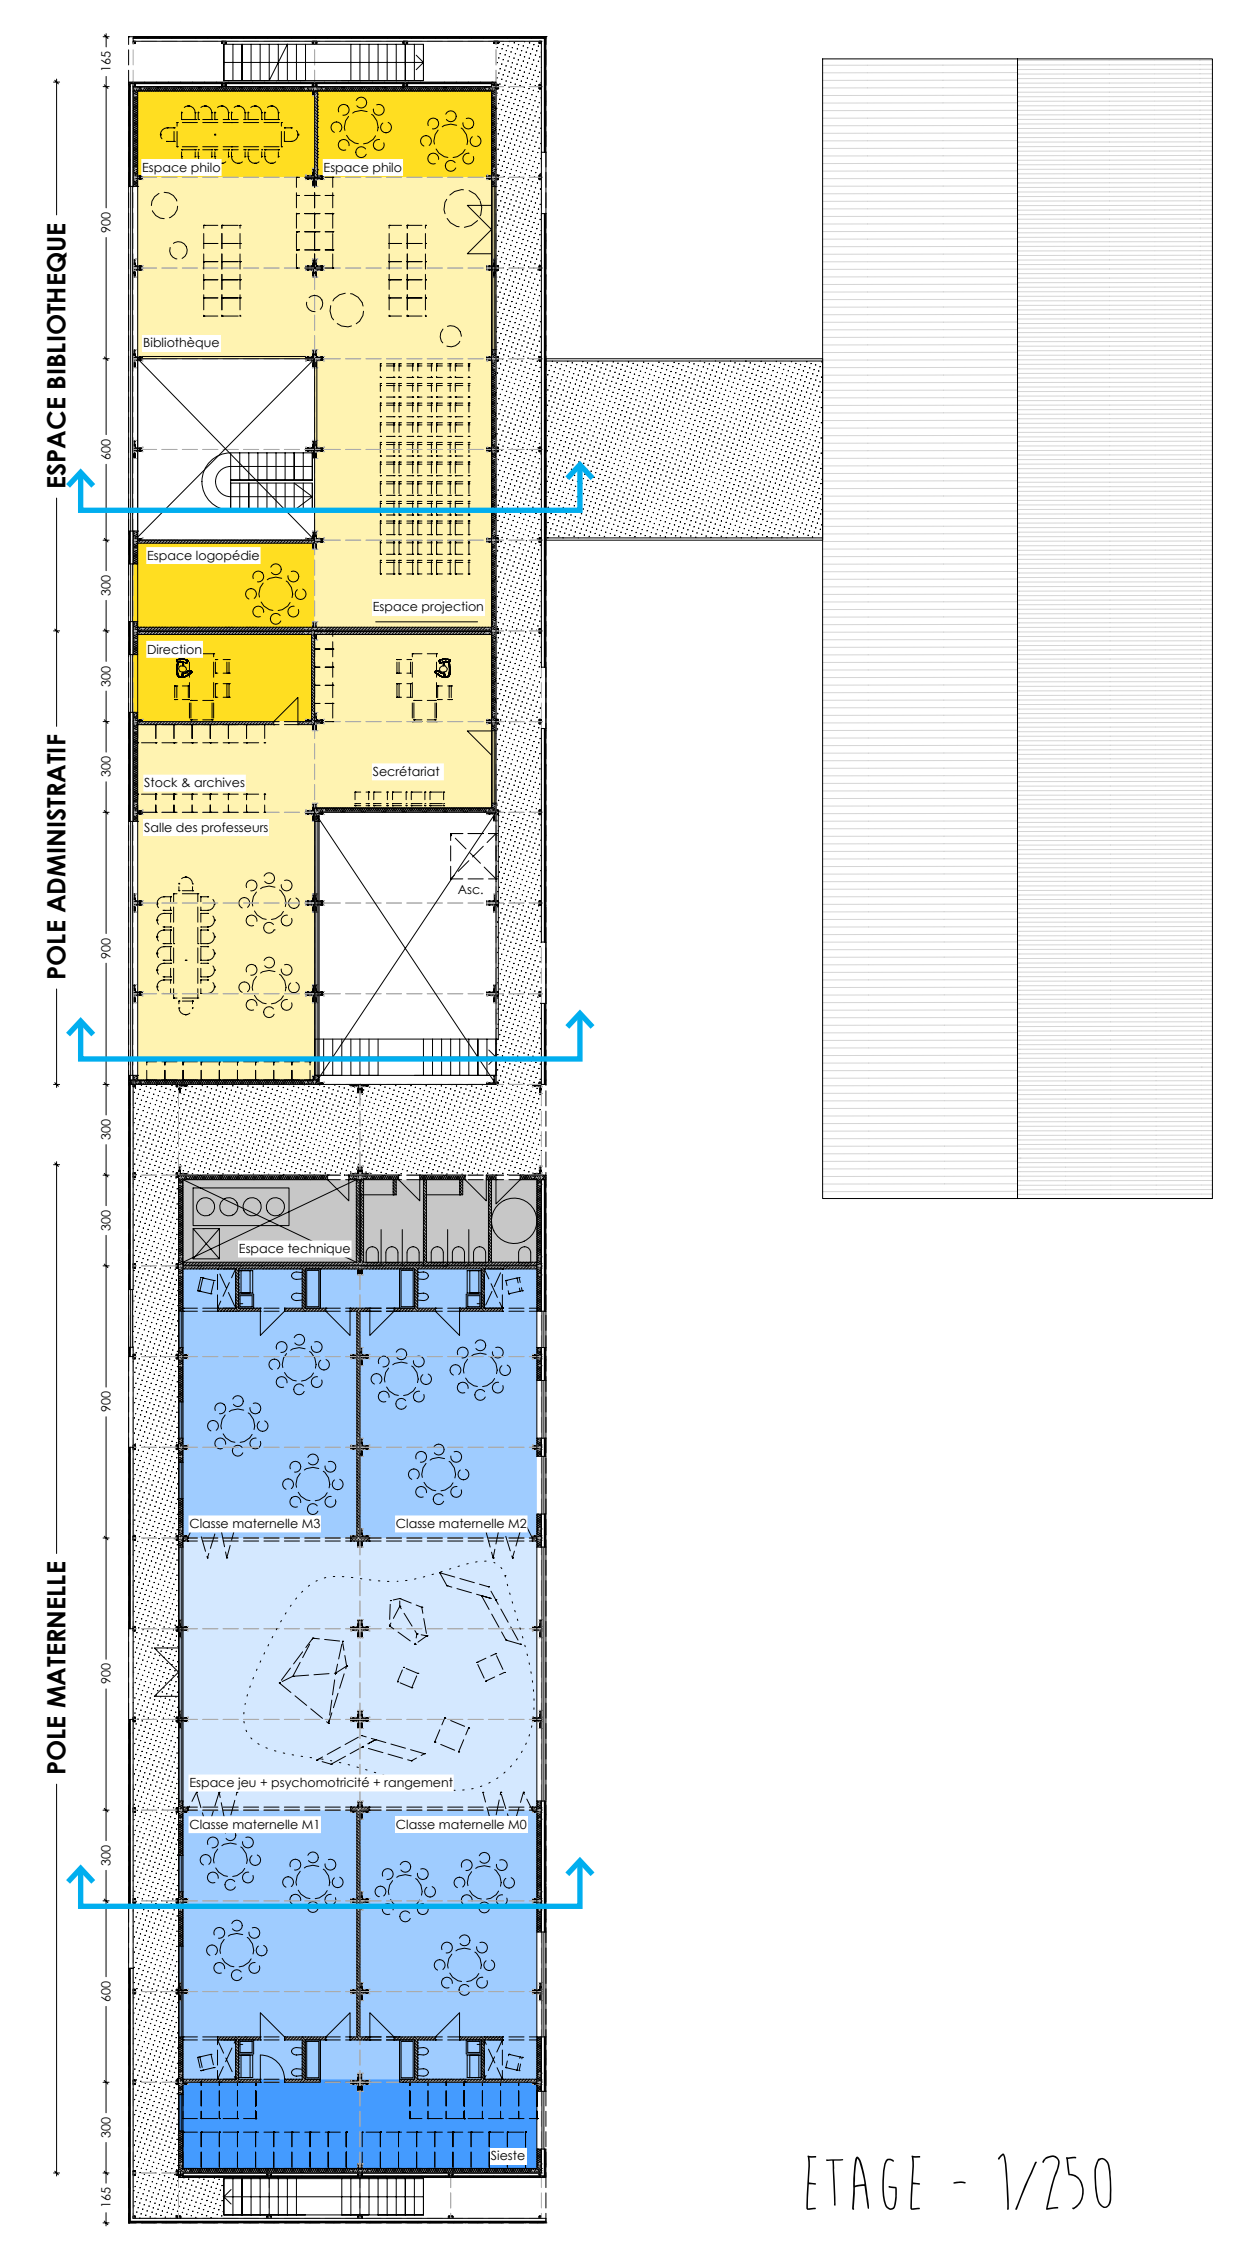 165
Espace philo
Espace philo
900
ESPACE BIBLIOTHEQUE
Bibliothèque
600
Espace logopédie
300
Espace projection
Direction
300
300
Secrétariat
Stock & archives
Salle des professeurs
POLE ADMINISTRATIF
Asc.
900
300
300
Espace technique
900
Classe maternelle M3
Classe maternelle M2
POLE MATERNELLE
900
Espace jeu + psychomotricité + rangement
Classe maternelle M1
Classe maternelle M0
300
600
300
Sieste
165
ETAGE - 1/250